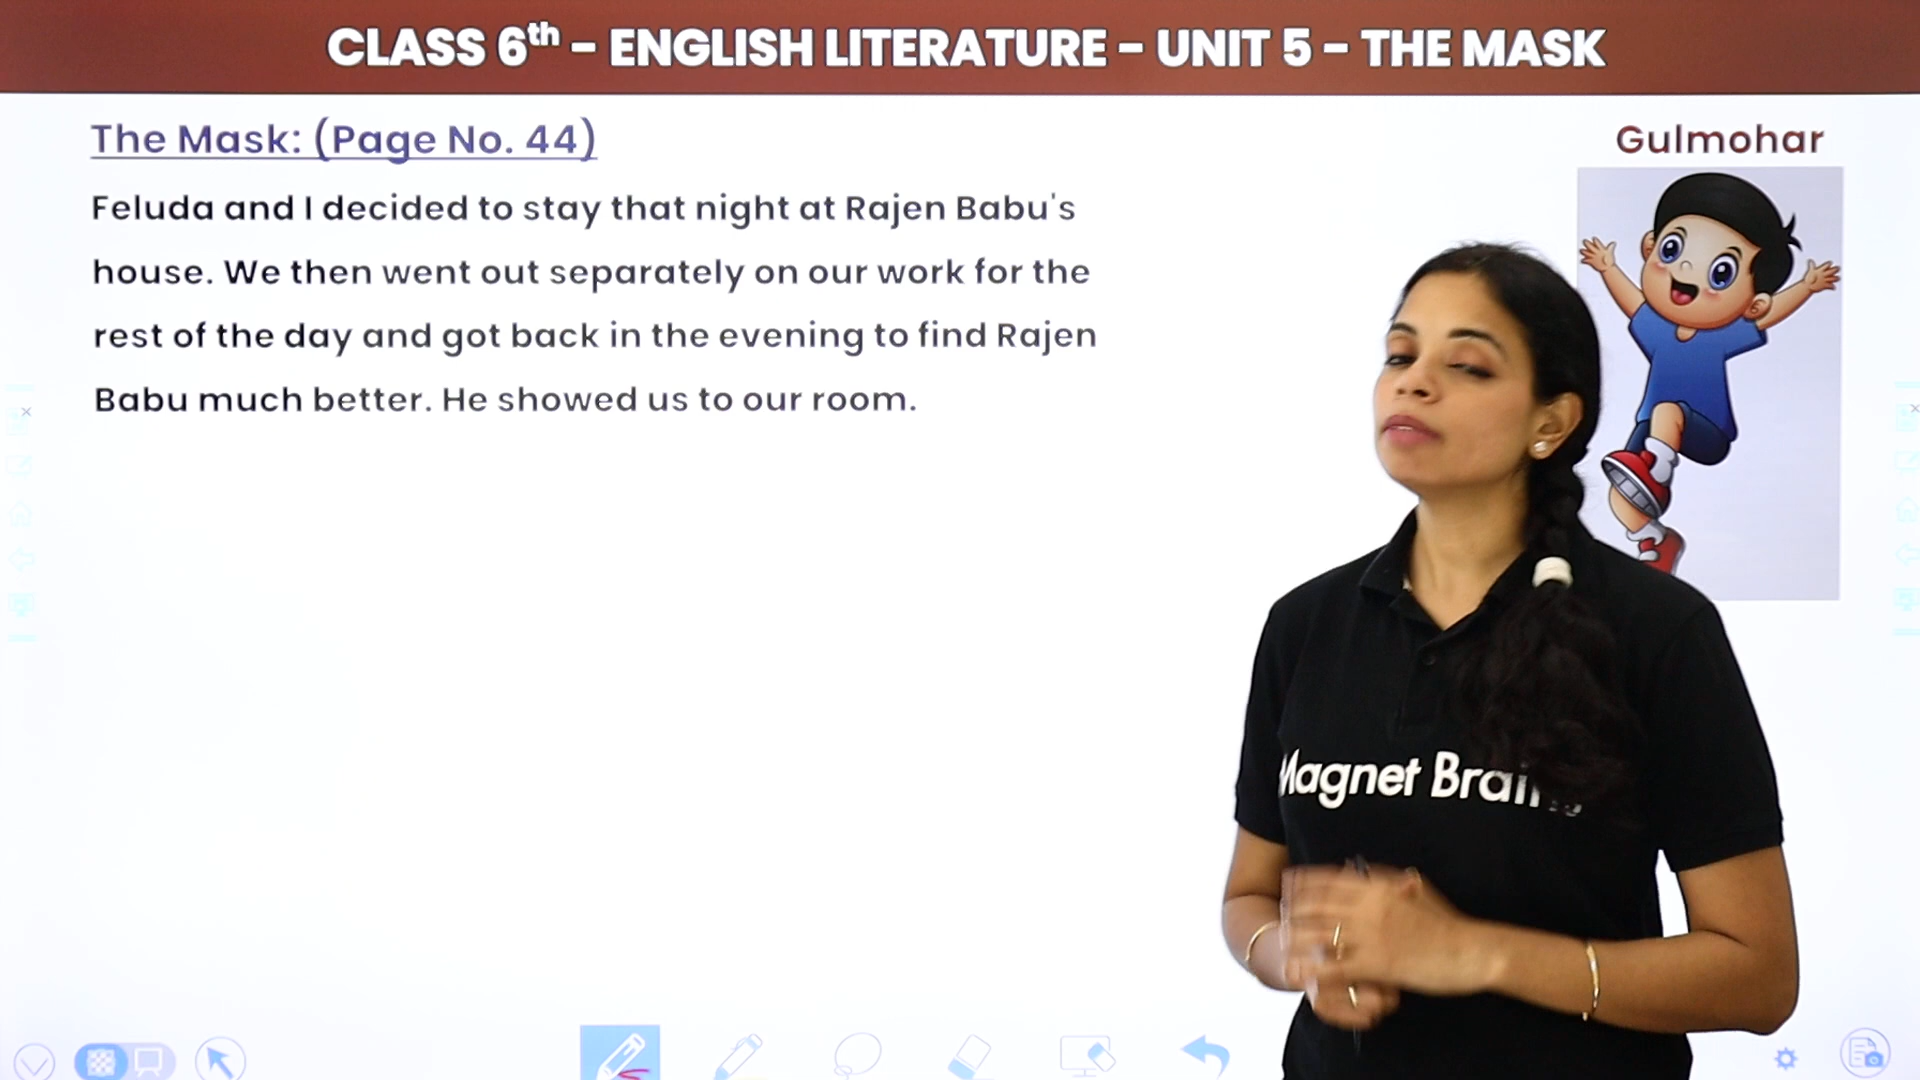 CLASS 6th – ENGLISH LITERATURE – UNIT 5 – THE MASK
The Mask: (Page No. 44)
Gulmohar
Feluda and I decided to stay that night at Rajen Babu's
house. We then went out separately on our work for the
rest of the day and got back in the evening to find Rajen
Babu much better. He showed us to our room.
Magnet Brains